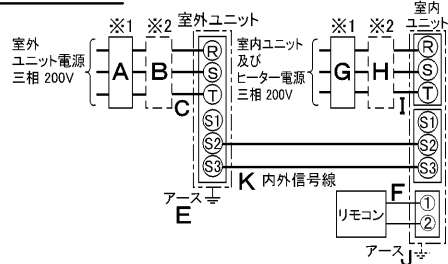 ※1 ※2 室外ユニット
室外
ユニット電源
三相 200V
A
B
C
R
S
T
S1
S2
S3
アース
E
※1 ※2
室内
ユニット
室内ユニット
及び
ヒーター電源
三相 200V
G
H
I
R
S
T
S1
S2
S3
K 内外信号線
F
リモコン
①
②
アース J